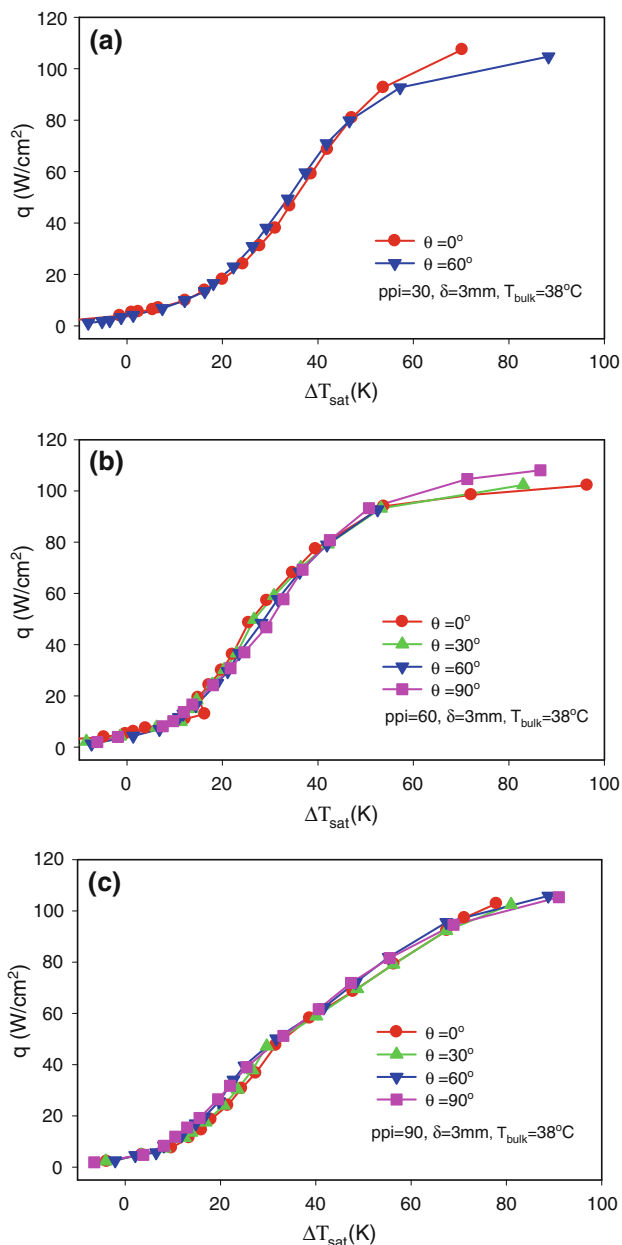 (a)
120
100
80
60
40
20
0
q (W/cm²)
θ =0°
θ =60°
ppi=30, δ=3mm, T_bulk=38°C
0 20 40 60 80 100
ΔT_sat(K)
(b)
120
100
80
60
40
20
0
q (W/cm²)
θ =0°
θ =30°
θ =60°
θ =90°
ppi=60, δ=3mm, T_bulk=38°C
0 20 40 60 80 100
ΔT_sat(K)
(c)
120
100
80
60
40
20
0
q (W/cm²)
θ =0°
θ =30°
θ =60°
θ =90°
ppi=90, δ=3mm, T_bulk=38°C
0 20 40 60 80 100
ΔT_sat(K)